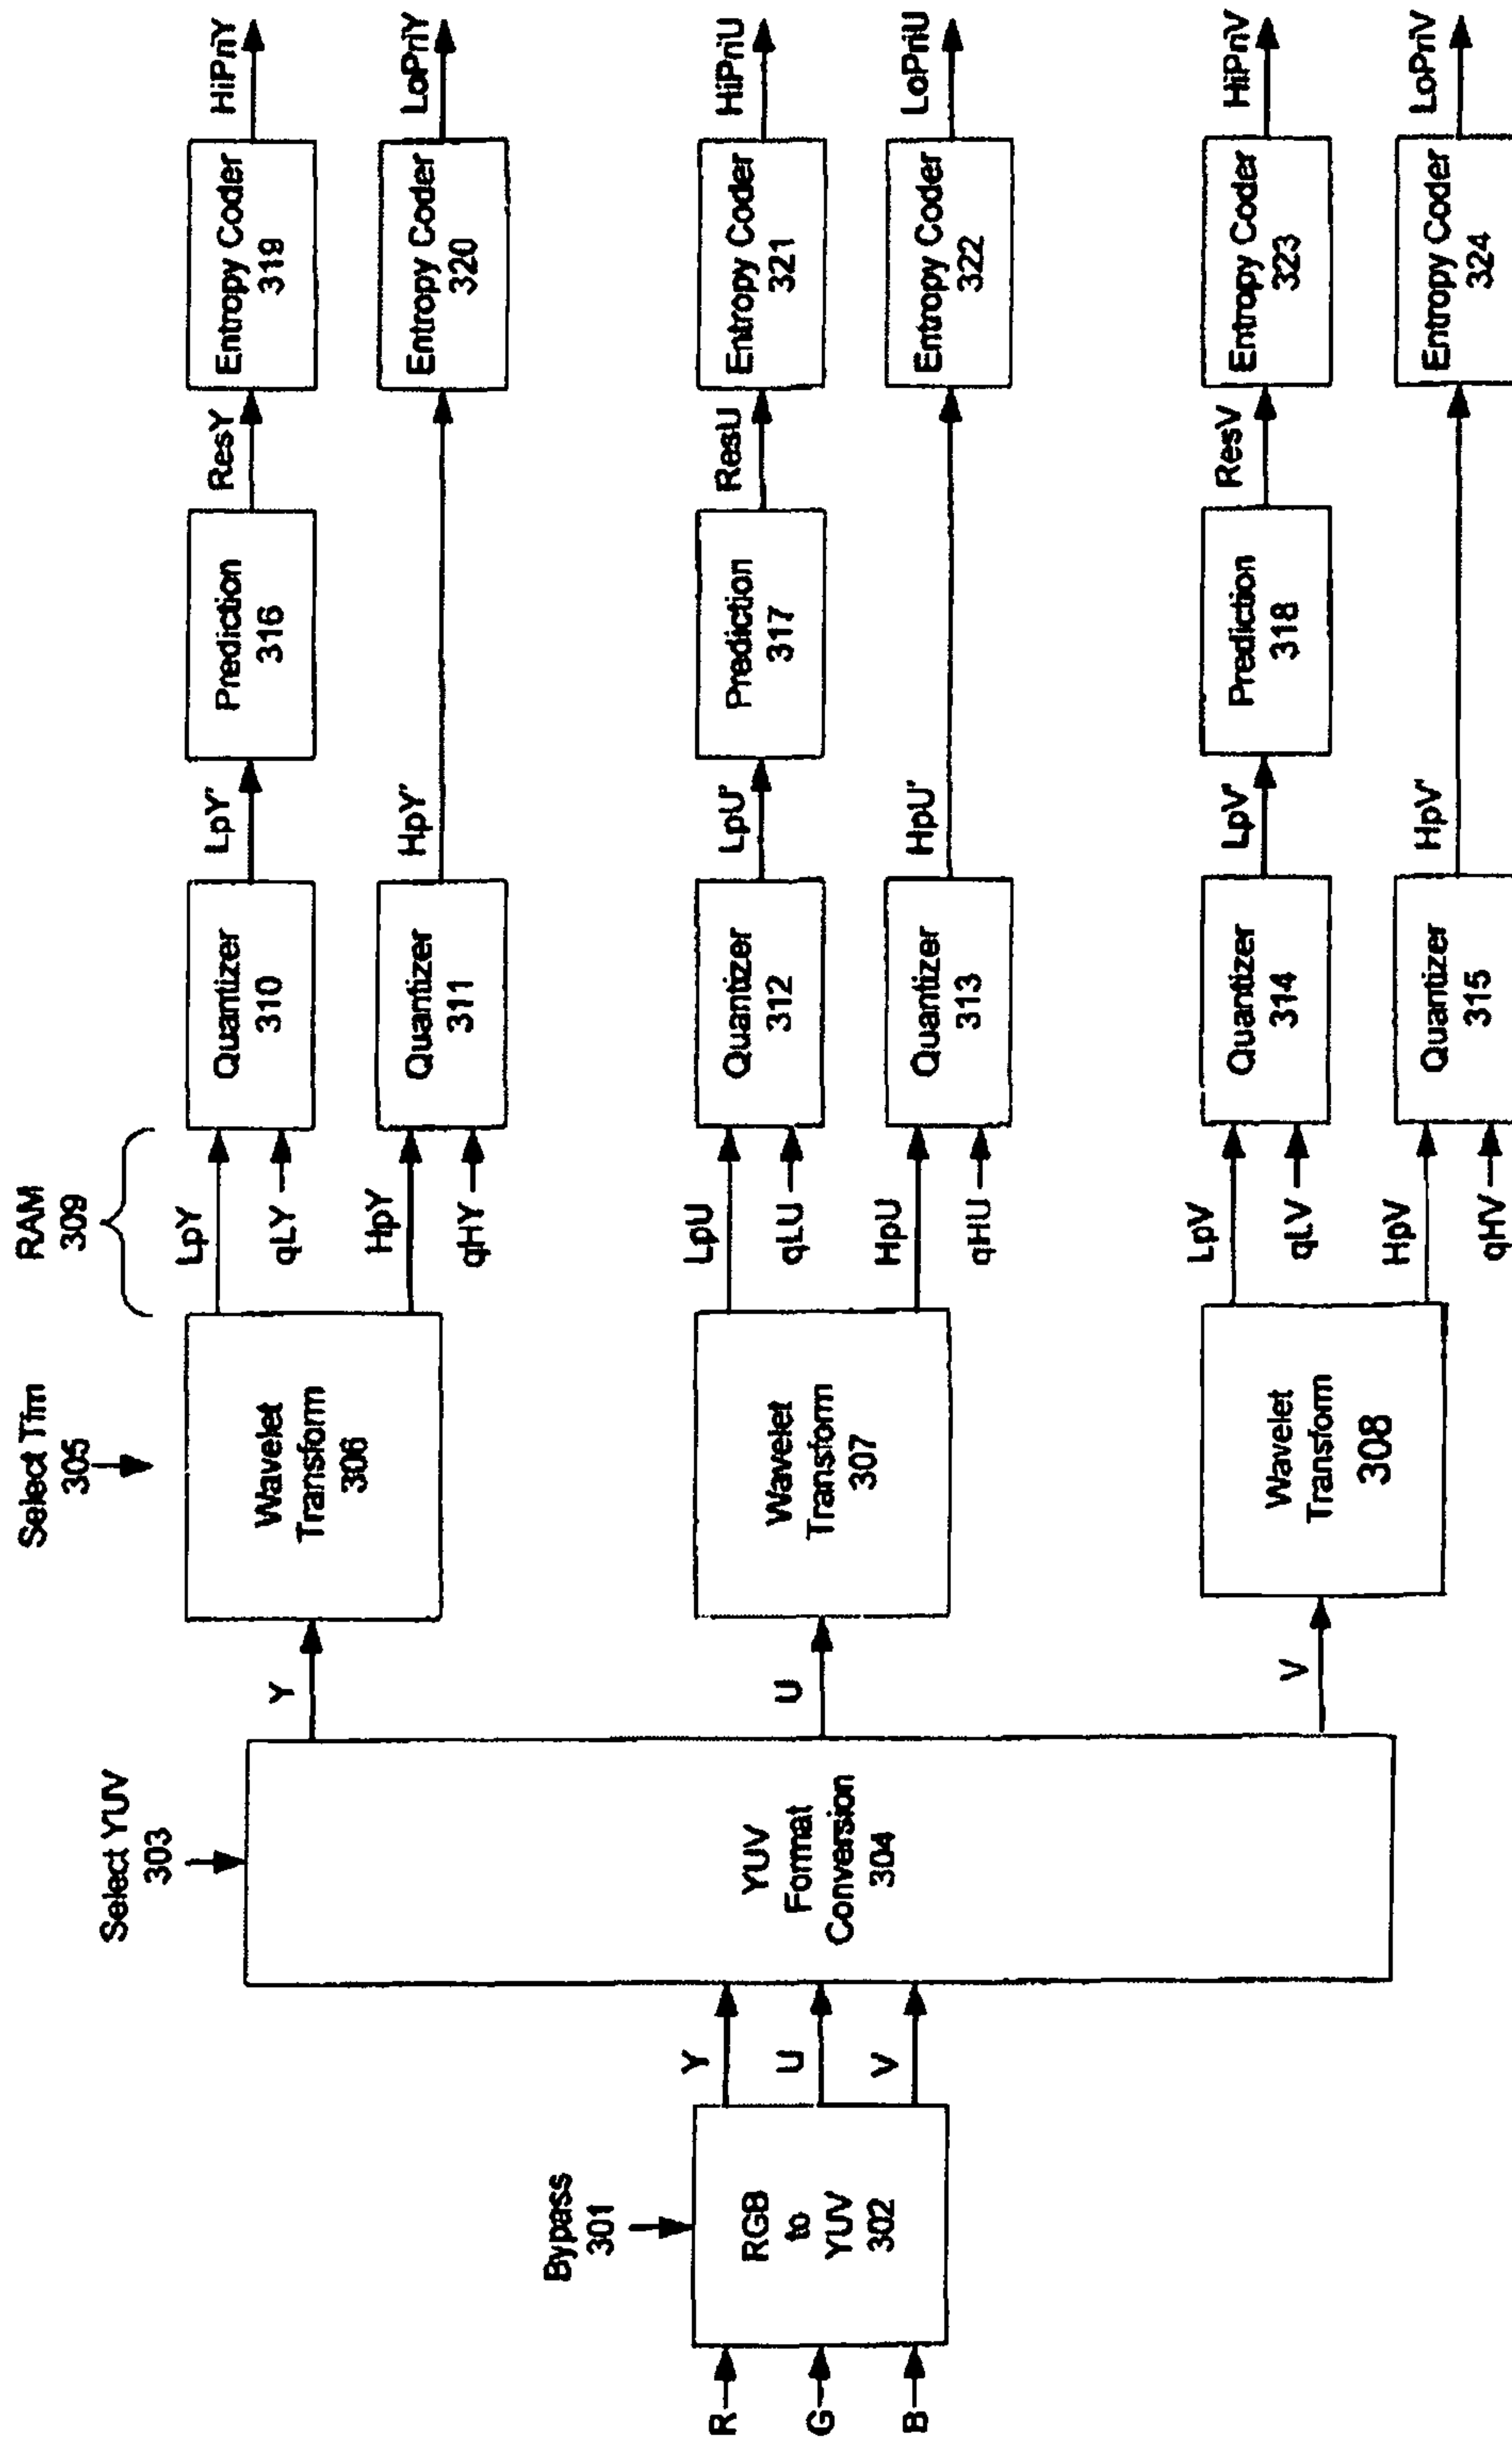 Bypass
301
R
G
B
RGB
to
YUV
302
Y
U
V
Select YUV
303
YUV
Format
Conversion
304
Y
U
V
Select Tfm
305
Wavelet
Transform
306
Wavelet
Transform
307
Wavelet
Transform
308
RAM
309
LpY
qLY
HpY
qHY
LpU
qLU
HpU
qHU
LpV
qLV
HpV
qHV
Quantizer
310
Quantizer
311
Quantizer
312
Quantizer
313
Quantizer
314
Quantizer
315
LpY'
HpY'
LpU'
HpU'
LpV'
HpV'
Prediction
316
Prediction
317
Prediction
318
ResY
ResU
ResV
Entropy Coder
319
Entropy Coder
320
Entropy Coder
321
Entropy Coder
322
Entropy Coder
323
Entropy Coder
324
HiPriY
LoPriY
HiPriU
LoPriU
HiPriV
LoPriV